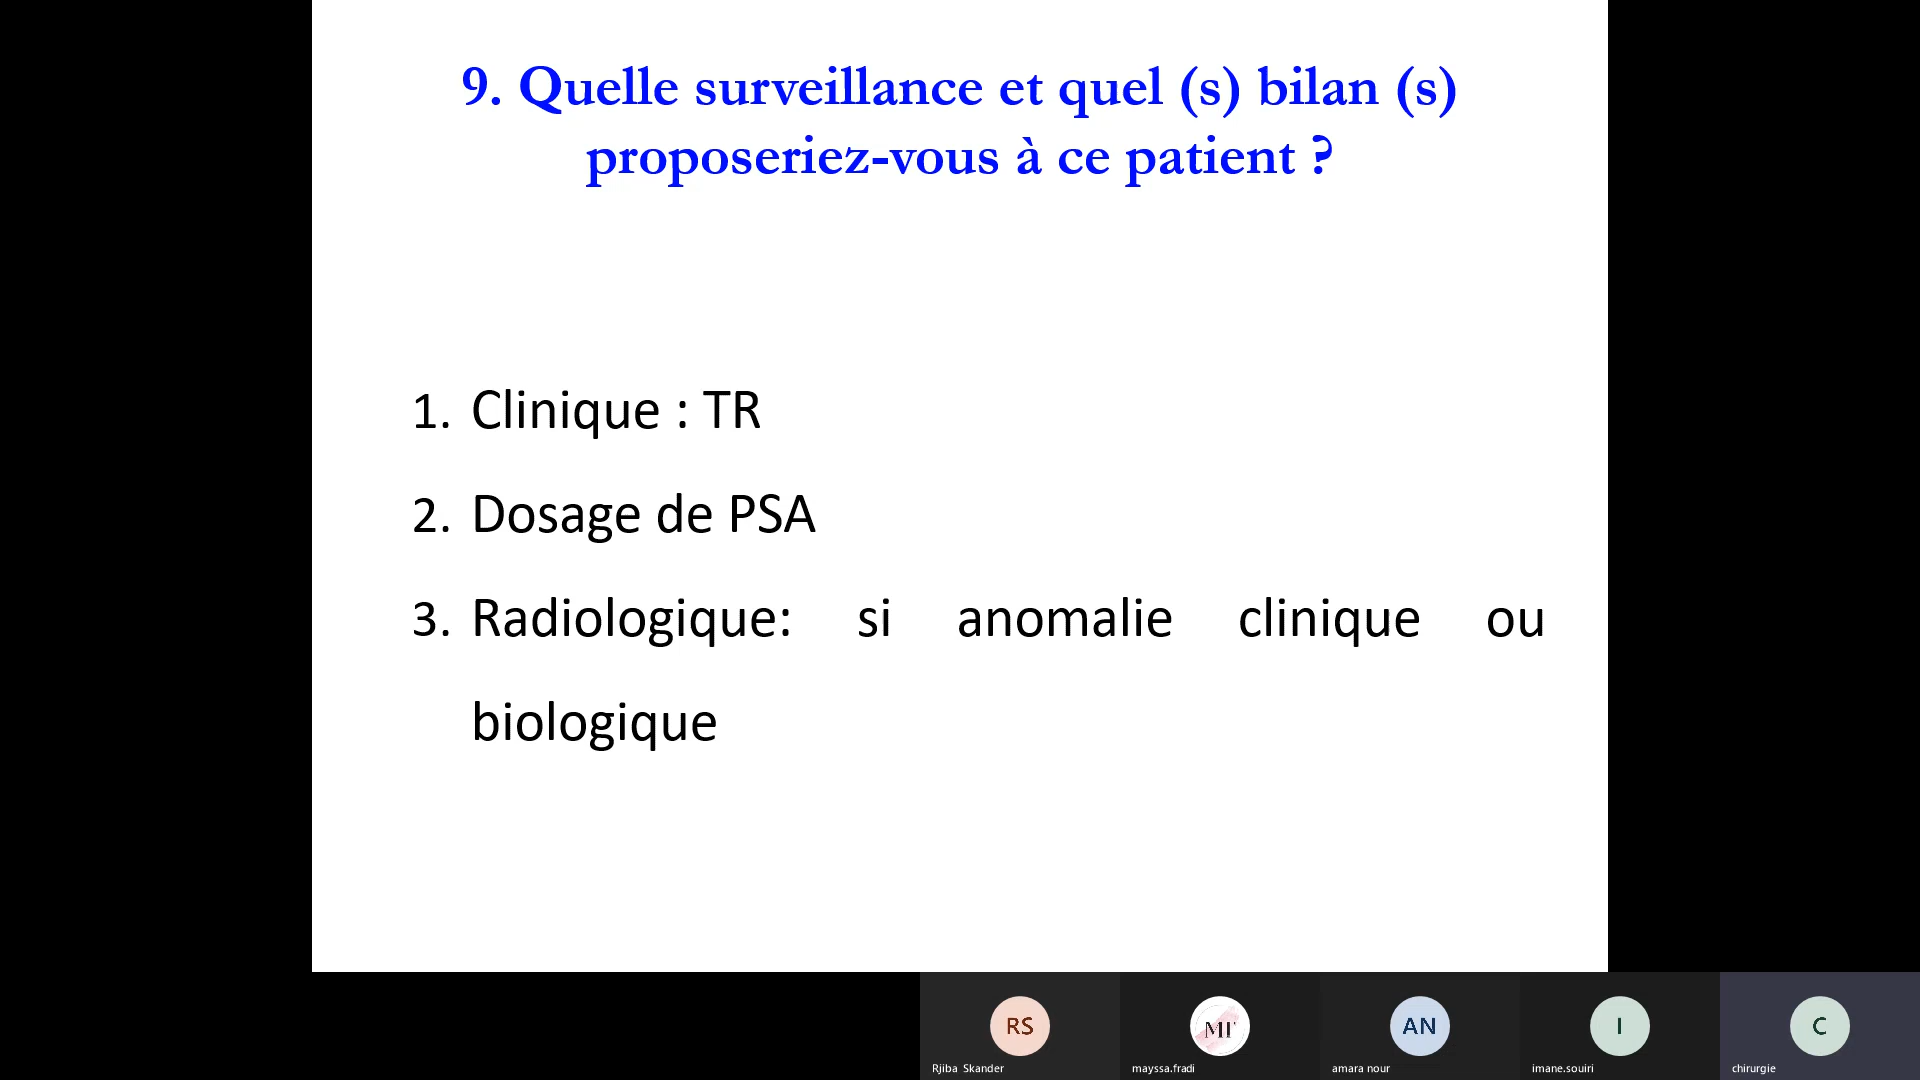 9. Quelle surveillance et quel (s) bilan (s)
proposeriez-vous à ce patient ?
1. Clinique : TR
2. Dosage de PSA
3. Radiologique: si anomalie clinique ou
biologique
RS
MF
AN
I
C
Rjiba Skander
mayssa.fradi
amara nour
imane.souiri
chirurgie